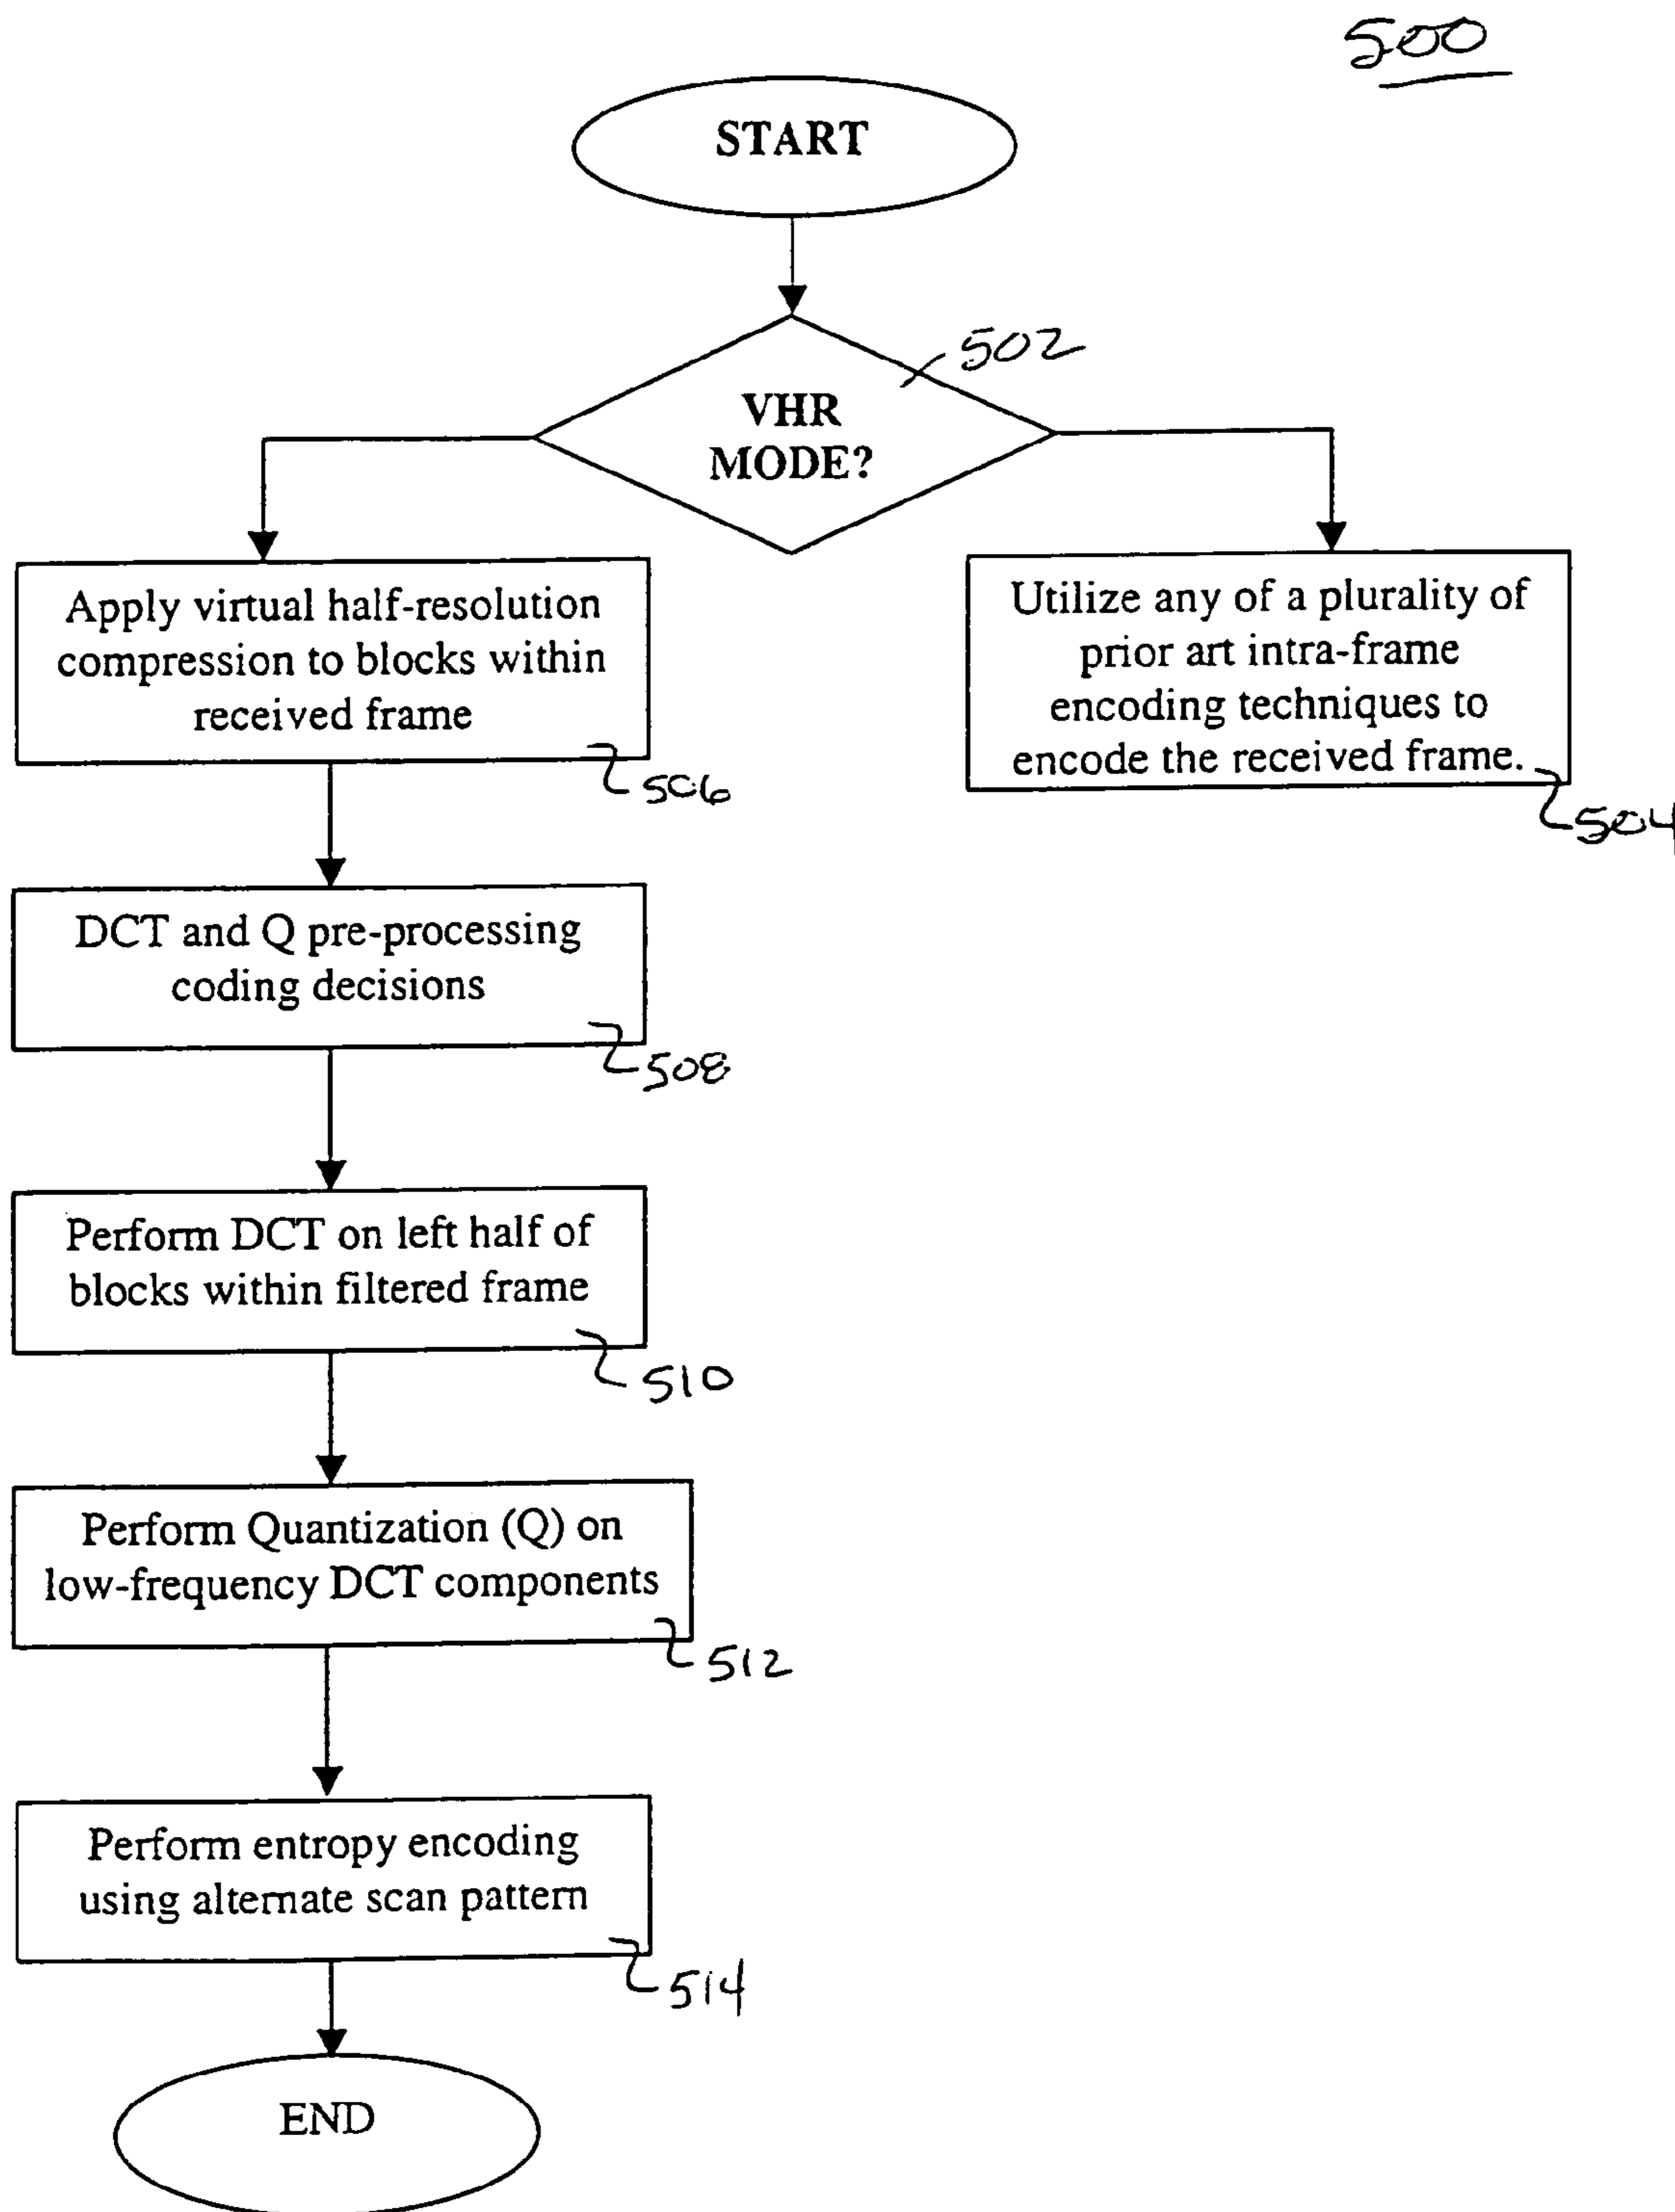 500
START
502
VHR
MODE?
Apply virtual half-resolution
compression to blocks within
received frame
506
Utilize any of a plurality of
prior art intra-frame
encoding techniques to
encode the received frame.
504
DCT and Q pre-processing
coding decisions
508
Perform DCT on left half of
blocks within filtered frame
510
Perform Quantization (Q) on
low-frequency DCT components
512
Perform entropy encoding
using alternate scan pattern
514
END